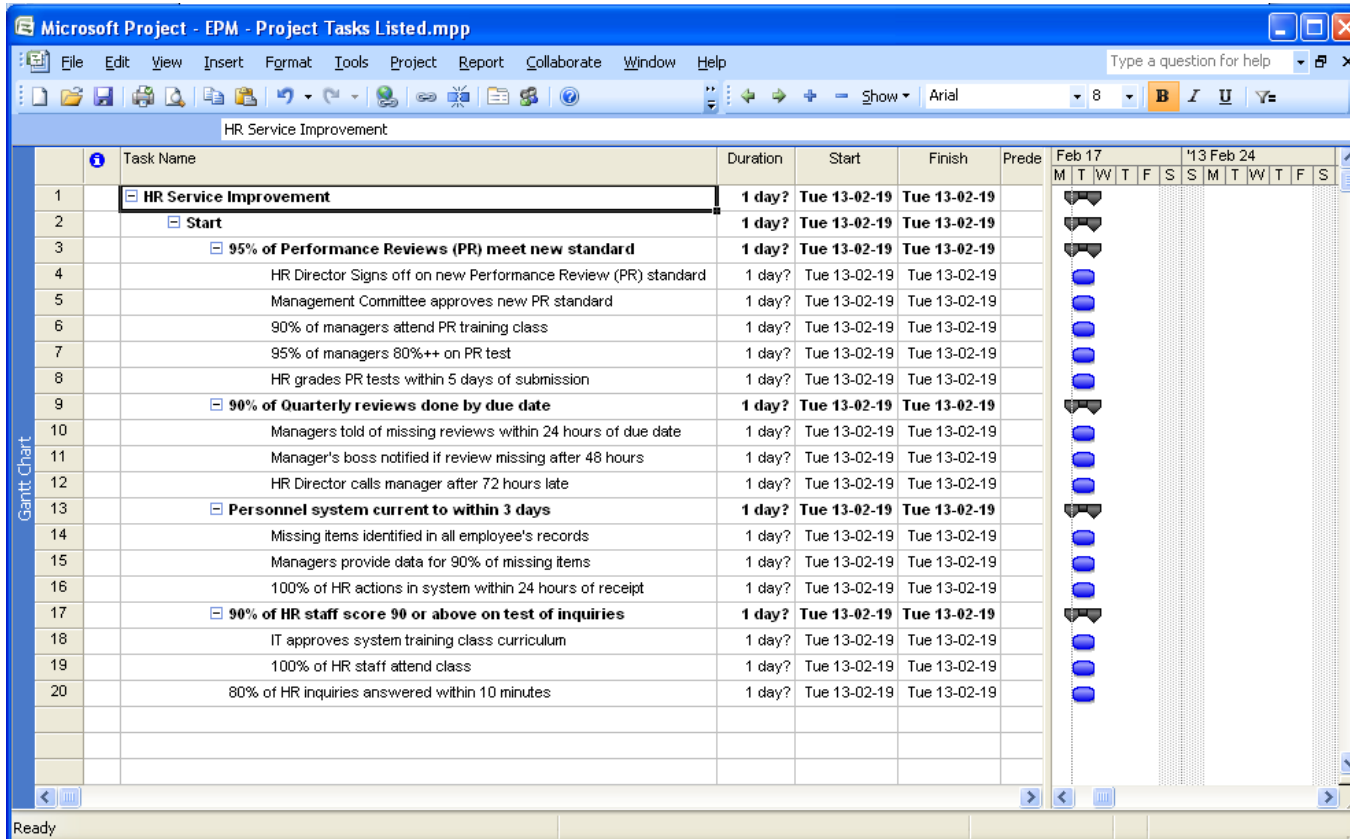 Microsoft Project - EPM - Project Tasks Listed.mpp
File Edit View Insert Format Tools Project Report Collaborate Window Help Type a question for help
Show Arial 8 B I U
HR Service Improvement
Task Name Duration Start Finish Prede Feb 17 '13 Feb 24
M T W T F S S M T W T F S
1 HR Service Improvement 1 day? Tue 13-02-19 Tue 13-02-19
2 Start 1 day? Tue 13-02-19 Tue 13-02-19
3 95% of Performance Reviews (PR) meet new standard 1 day? Tue 13-02-19 Tue 13-02-19
4 HR Director Signs off on new Performance Review (PR) standard 1 day? Tue 13-02-19 Tue 13-02-19
5 Management Committee approves new PR standard 1 day? Tue 13-02-19 Tue 13-02-19
6 90% of managers attend PR training class 1 day? Tue 13-02-19 Tue 13-02-19
7 95% of managers 80%++ on PR test 1 day? Tue 13-02-19 Tue 13-02-19
8 HR grades PR tests within 5 days of submission 1 day? Tue 13-02-19 Tue 13-02-19
9 90% of Quarterly reviews done by due date 1 day? Tue 13-02-19 Tue 13-02-19
10 Managers told of missing reviews within 24 hours of due date 1 day? Tue 13-02-19 Tue 13-02-19
11 Manager's boss notified if review missing after 48 hours 1 day? Tue 13-02-19 Tue 13-02-19
12 HR Director calls manager after 72 hours late 1 day? Tue 13-02-19 Tue 13-02-19
13 Personnel system current to within 3 days 1 day? Tue 13-02-19 Tue 13-02-19
14 Missing items identified in all employee's records 1 day? Tue 13-02-19 Tue 13-02-19
15 Managers provide data for 90% of missing items 1 day? Tue 13-02-19 Tue 13-02-19
16 100% of HR actions in system within 24 hours of receipt 1 day? Tue 13-02-19 Tue 13-02-19
17 90% of HR staff score 90 or above on test of inquiries 1 day? Tue 13-02-19 Tue 13-02-19
18 IT approves system training class curriculum 1 day? Tue 13-02-19 Tue 13-02-19
19 100% of HR staff attend class 1 day? Tue 13-02-19 Tue 13-02-19
20 80% of HR inquiries answered within 10 minutes 1 day? Tue 13-02-19 Tue 13-02-19
Gantt Chart
Ready